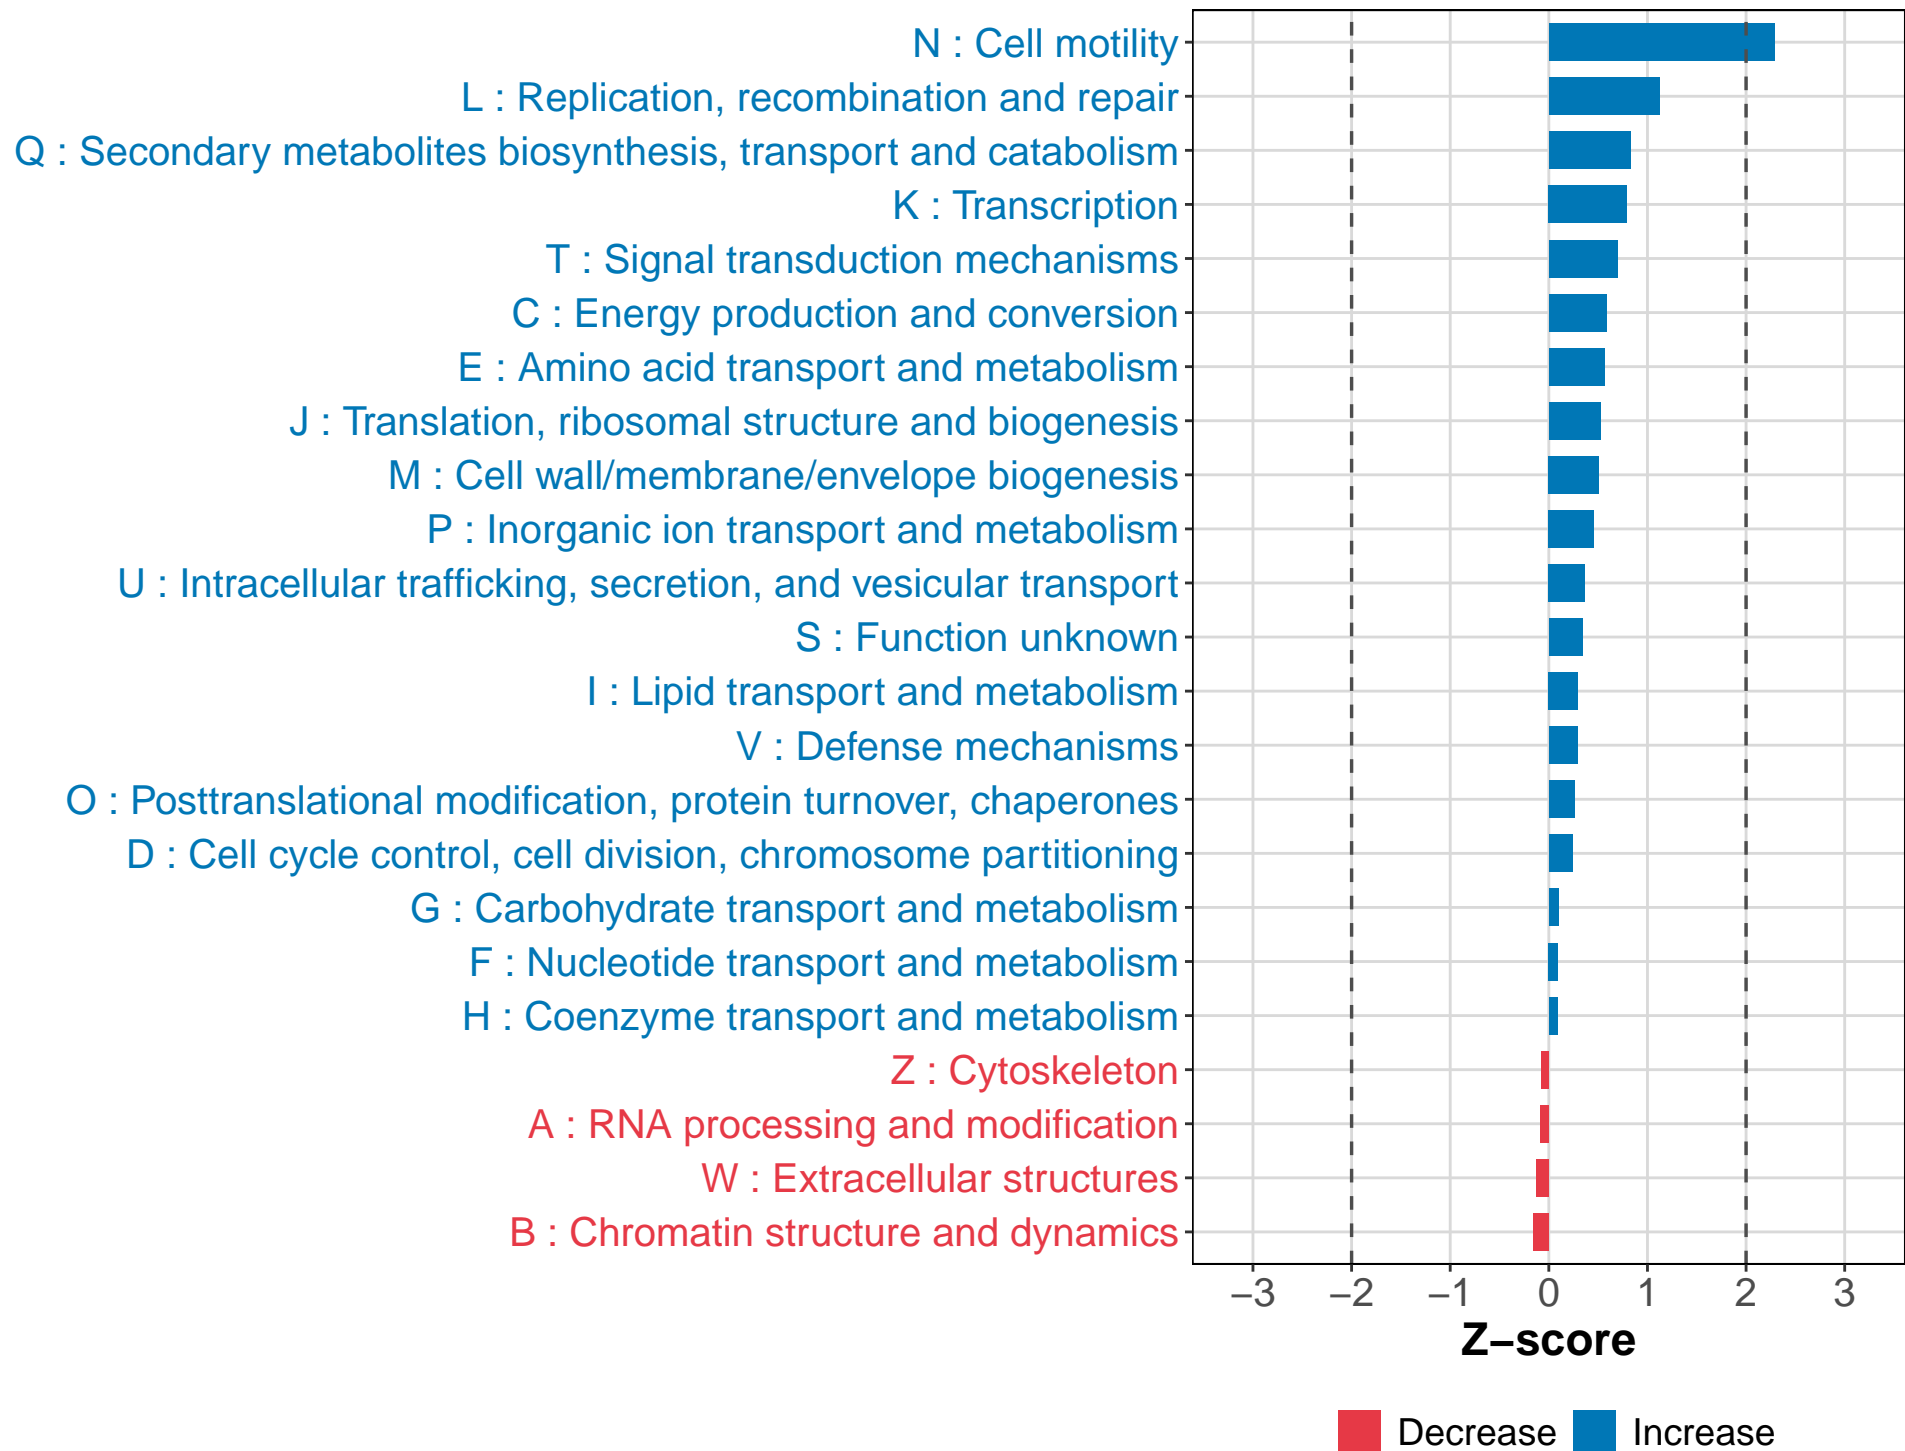 N : Cell motility
L : Replication, recombination and repair
Q : Secondary metabolites biosynthesis, transport and catabolism
K : Transcription
T : Signal transduction mechanisms
C : Energy production and conversion
E : Amino acid transport and metabolism
J : Translation, ribosomal structure and biogenesis
M : Cell wall/membrane/envelope biogenesis
P : Inorganic ion transport and metabolism
U : Intracellular trafficking, secretion, and vesicular transport
S : Function unknown
I : Lipid transport and metabolism
V : Defense mechanisms
O : Posttranslational modification, protein turnover, chaperones
D : Cell cycle control, cell division, chromosome partitioning
G : Carbohydrate transport and metabolism
F : Nucleotide transport and metabolism
H : Coenzyme transport and metabolism
Z : Cytoskeleton
A : RNA processing and modification
W : Extracellular structures
B : Chromatin structure and dynamics
−3 −2 −1 0 1 2 3
Z−score
Decrease Increase